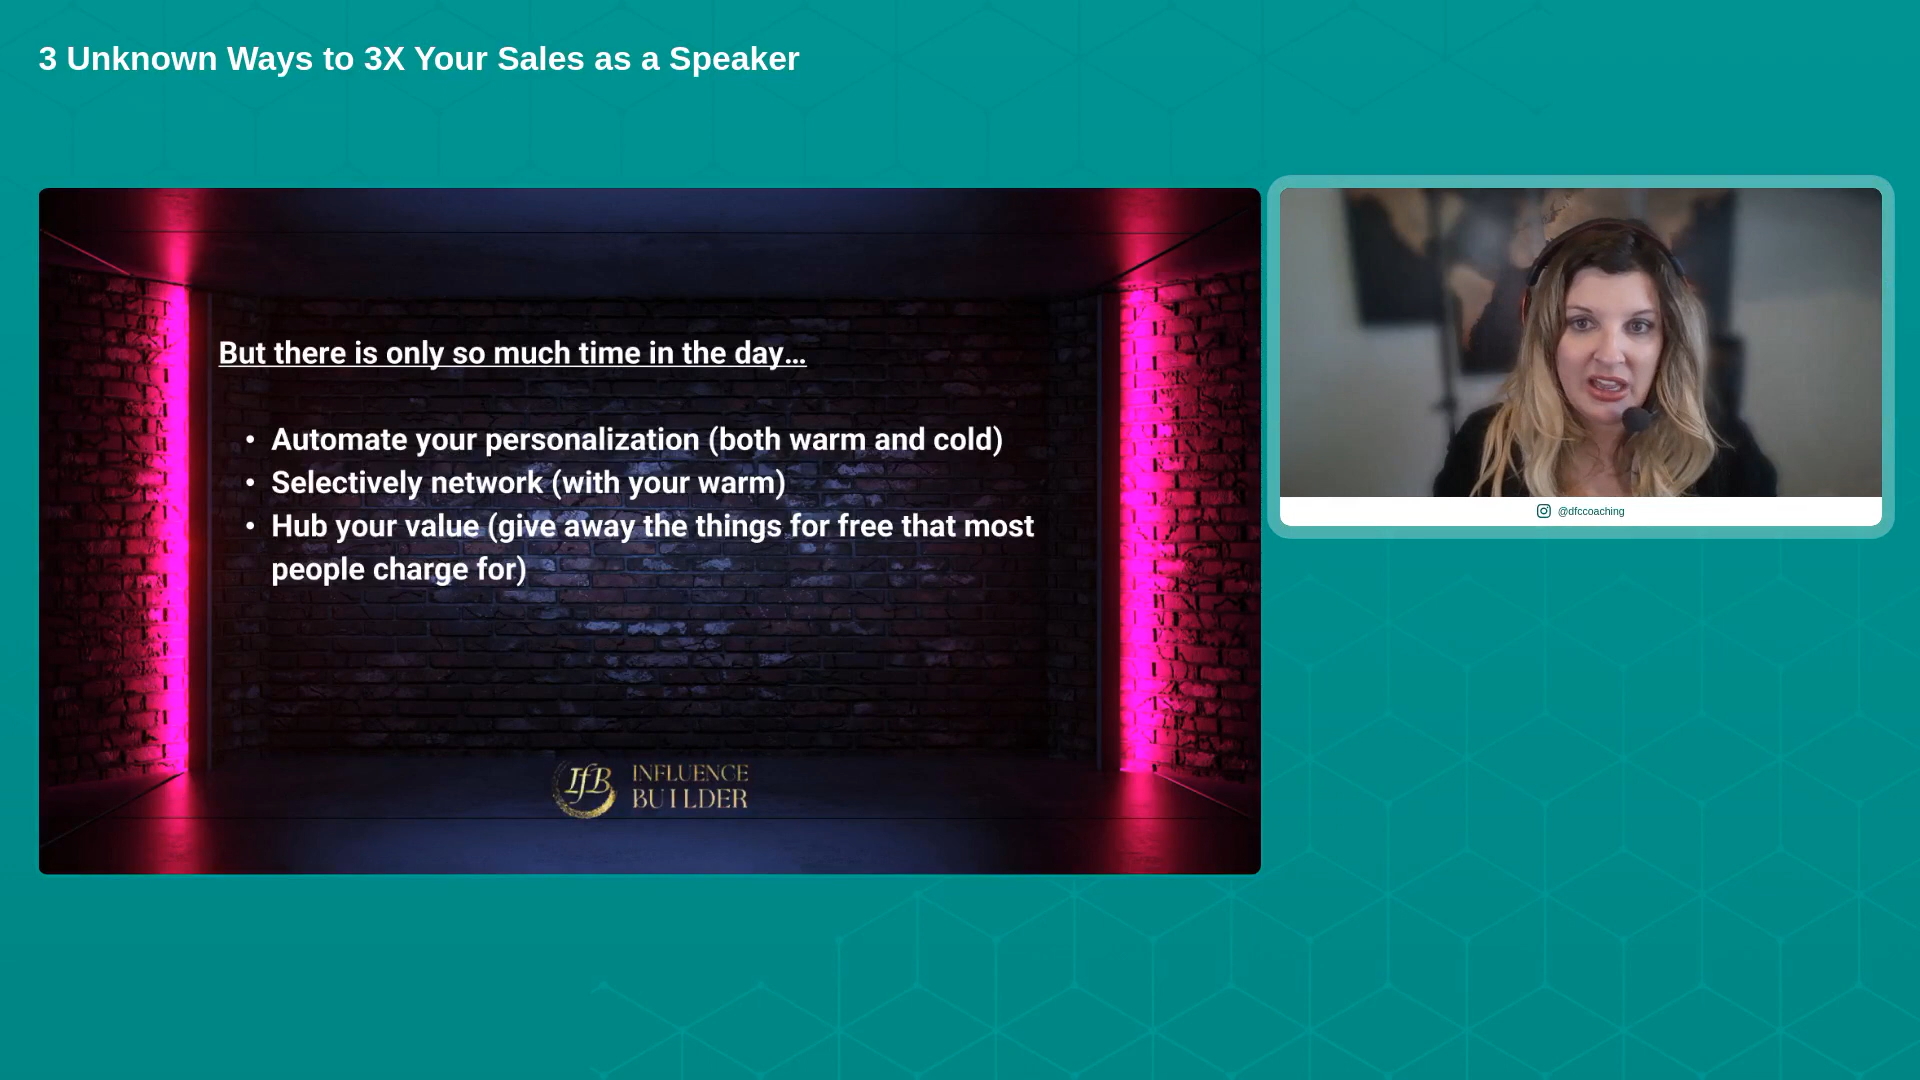 3 Unknown Ways to 3X Your Sales as a Speaker
But there is only so much time in the day...
• Automate your personalization (both warm and cold)
• Selectively network (with your warm)
• Hub your value (give away the things for free that most
people charge for)
IfB
INFLUENCE
BUILDER
@dfccoaching